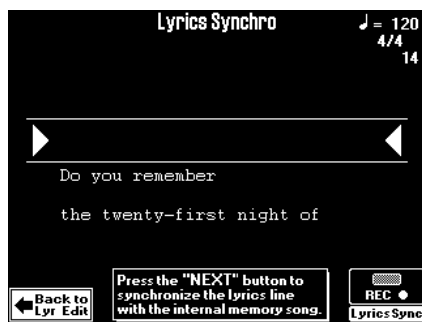 Lyrics Synchro
♩ = 120
4/4
14
Do you remember
the twenty-first night of
Back to
Lyr Edit
Press the "NEXT" button to
synchronize the lyrics line
with the internal memory song.
REC ●
Lyrics Sync